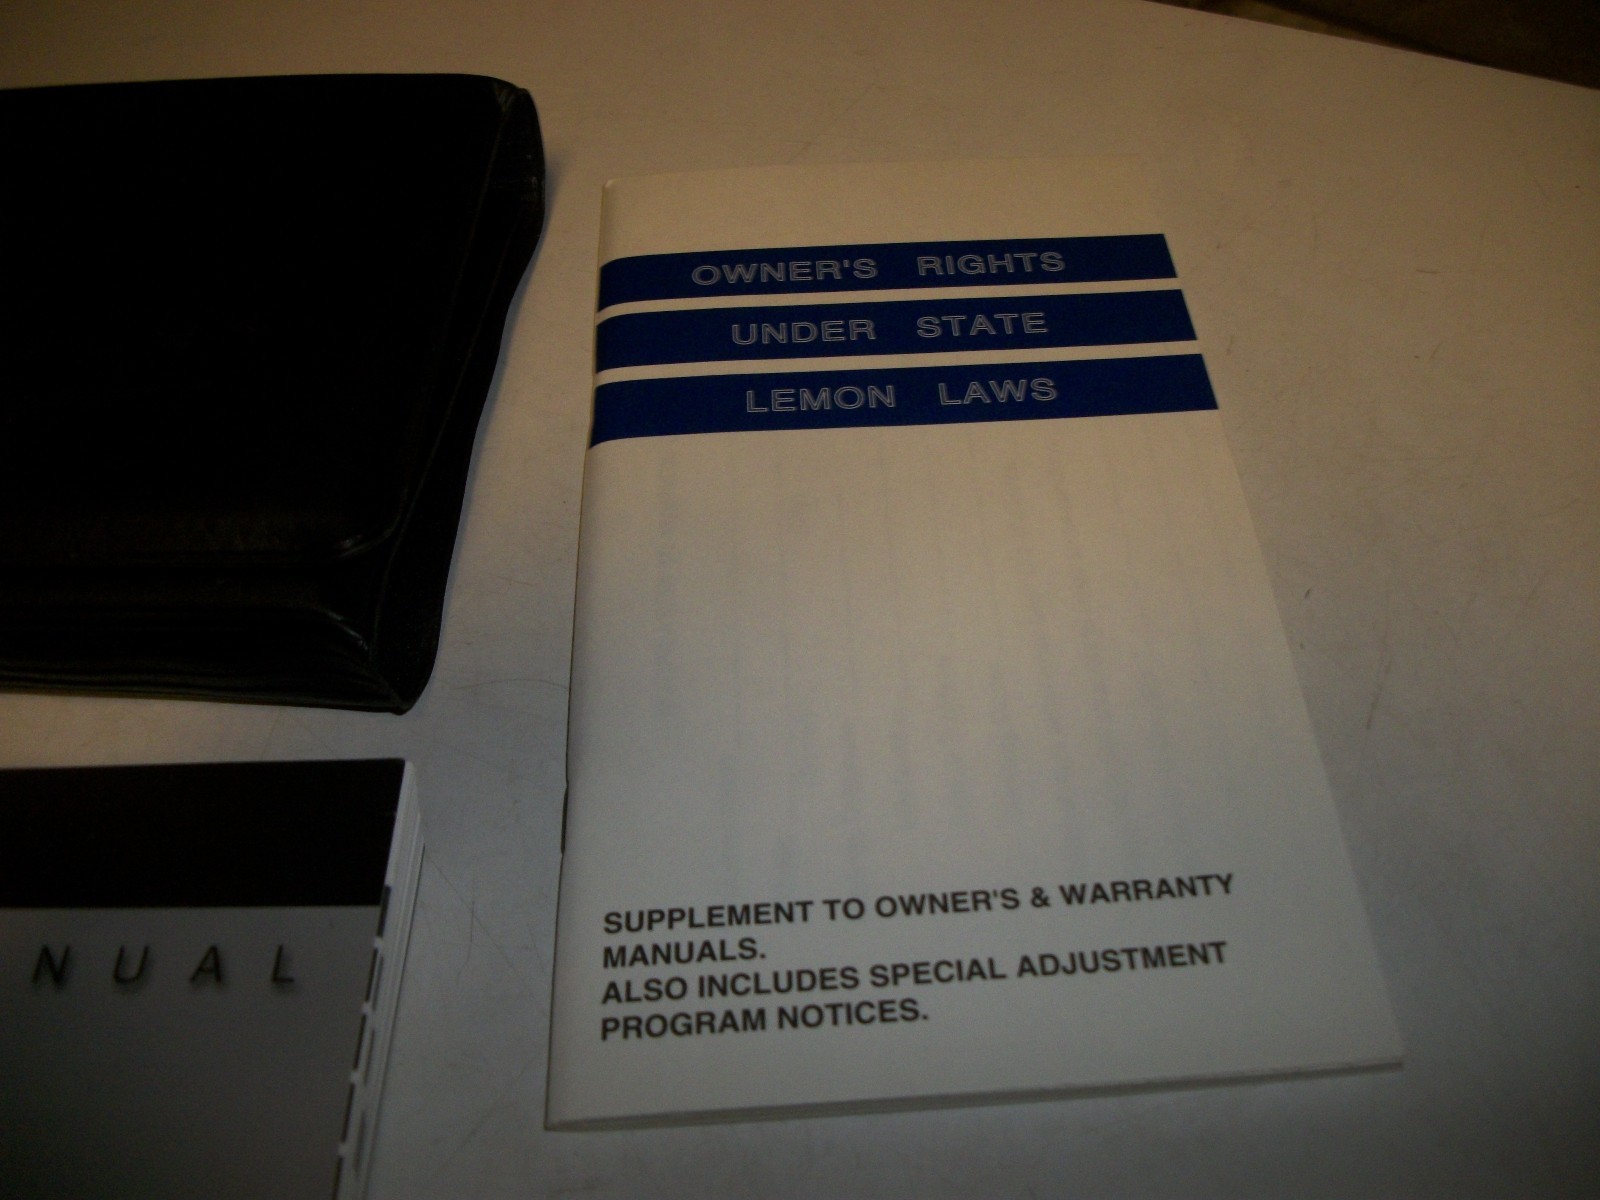 OWNER'S RIGHTS
UNDER STATE
LEMON LAWS
SUPPLEMENT TO OWNER'S & WARRANTY
MANUALS.
ALSO INCLUDES SPECIAL ADJUSTMENT
PROGRAM NOTICES.
NUAL